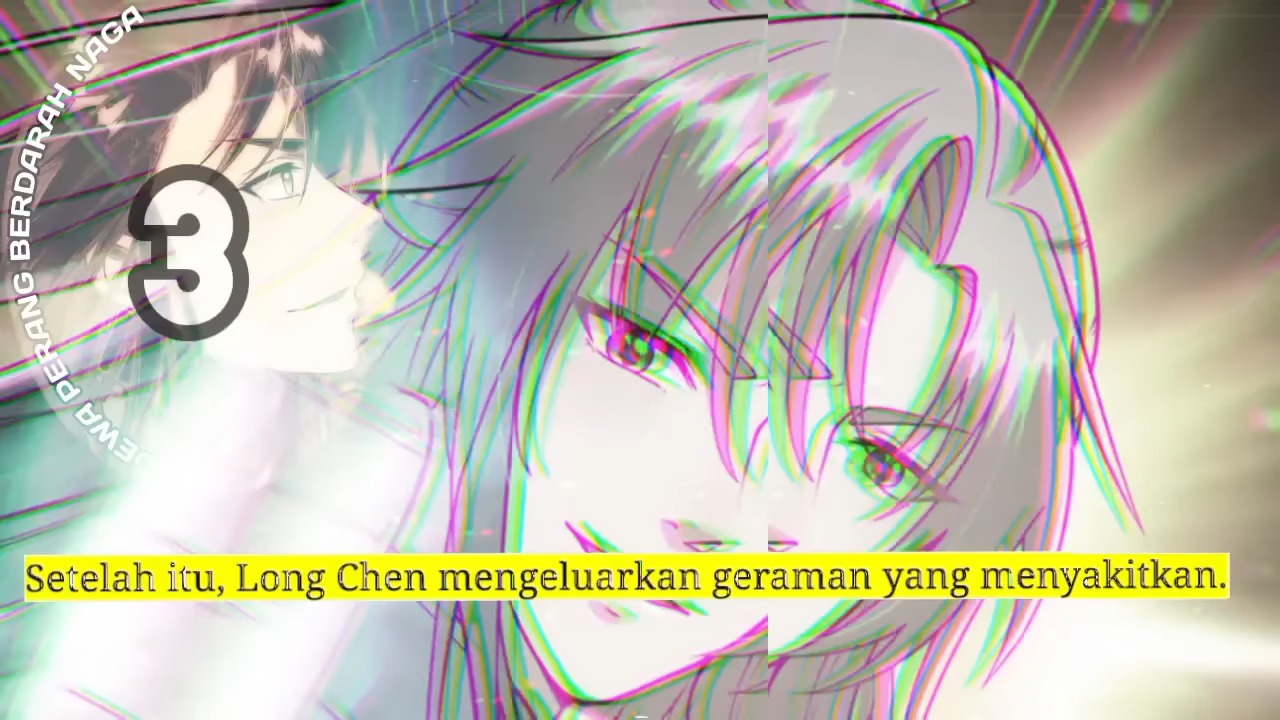 DEWA PERANG BERDARAH NAGA
3
Setelah itu, Long Chen mengeluarkan geraman yang menyakitkan.